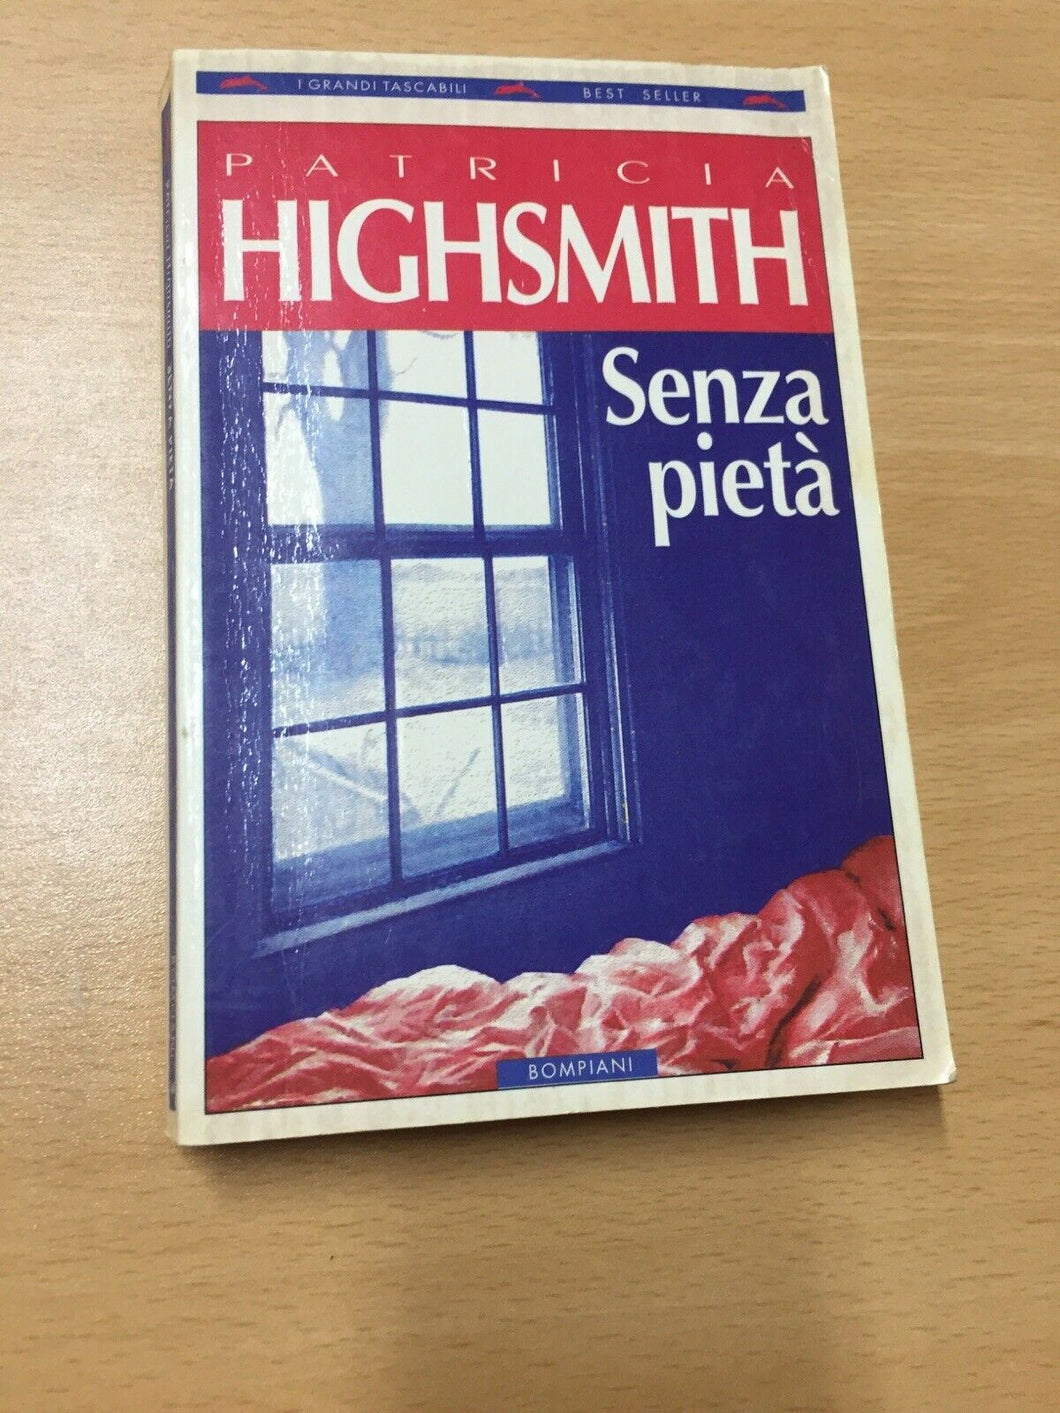 I GRANDI TASCABILI BEST SELLER
PATRICIA
HIGHSMITH
Senza
pietà
BOMPIANI